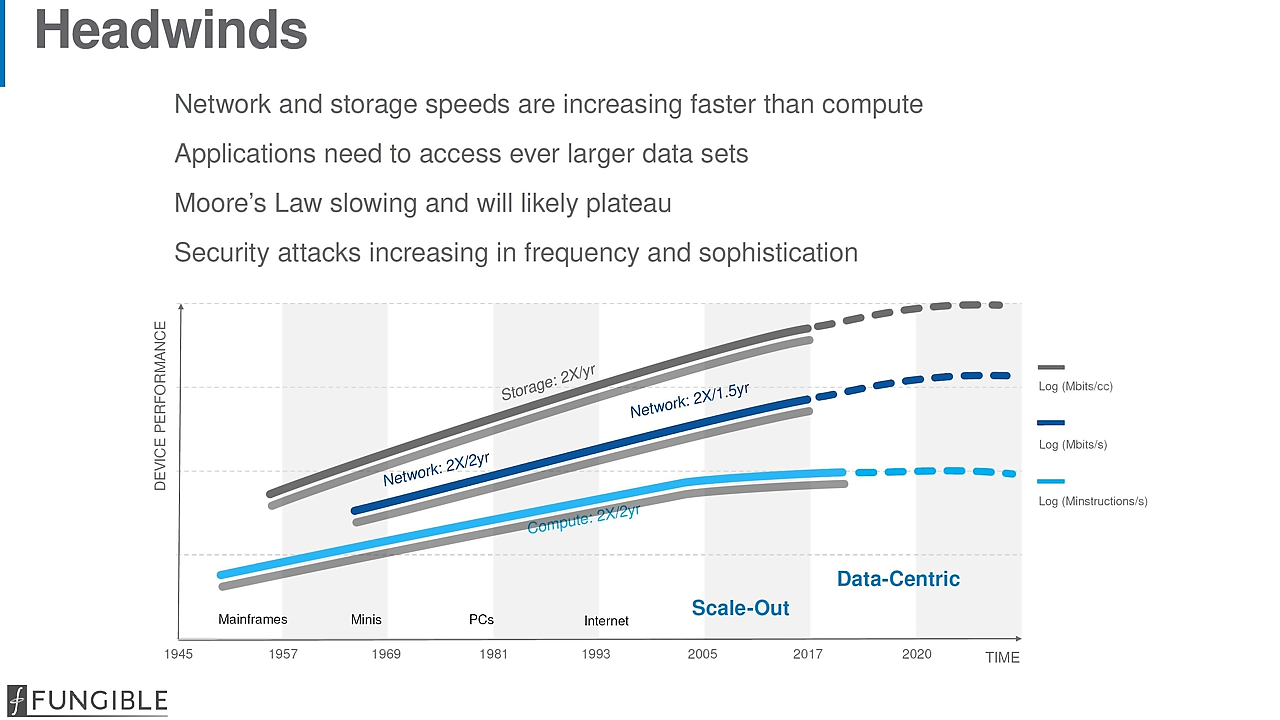 Headwinds
Network and storage speeds are increasing faster than compute
Applications need to access ever larger data sets
Moore's Law slowing and will likely plateau
Security attacks increasing in frequency and sophistication
DEVICE PERFORMANCE
Storage: 2X/yr
Network: 2X/1.5yr
Network: 2X/2yr
Compute: 2X/2yr
Log (Mbits/cc)
Log (Mbits/s)
Log (Minstructions/s)
Data-Centric
Scale-Out
Mainframes Minis PCs Internet
1945 1957 1969 1981 1993 2005 2017 2020 TIME
FUNGIBLE